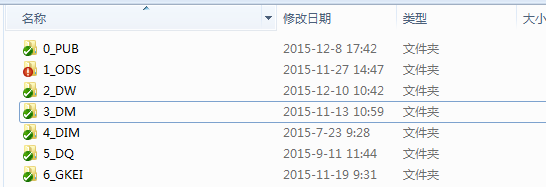 名称 修改日期 类型 大小
0_PUB 2015-12-8 17:42 文件夹
1_ODS 2015-11-27 14:47 文件夹
2_DW 2015-12-10 10:42 文件夹
3_DM 2015-11-13 10:59 文件夹
4_DIM 2015-7-23 9:28 文件夹
5_DQ 2015-9-11 11:44 文件夹
6_GKEI 2015-11-19 9:31 文件夹